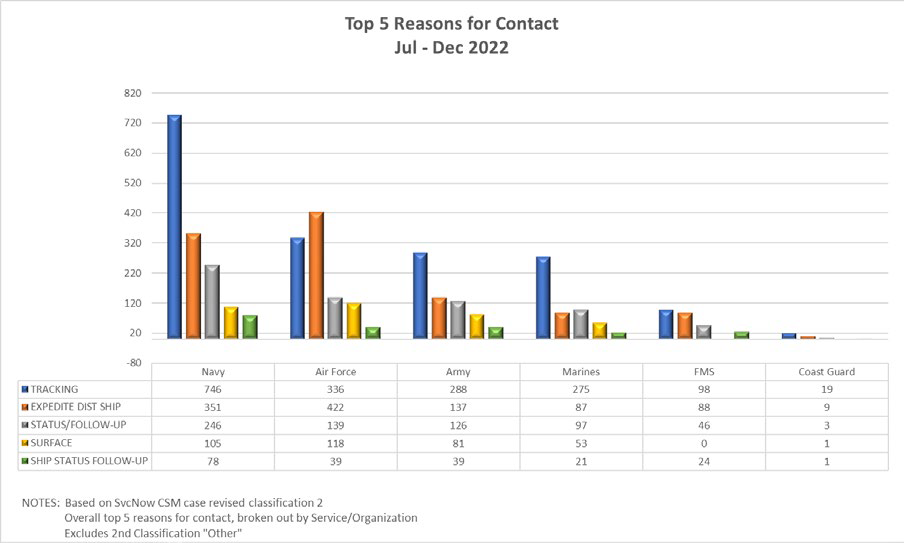 Top 5 Reasons for Contact
Jul - Dec 2022
820
720
620
520
420
320
220
120
20
-80
Navy Air Force Army Marines FMS Coast Guard
TRACKING 746 336 288 275 98 19
EXPEDITE DIST SHIP 351 422 137 87 88 9
STATUS/FOLLOW-UP 246 139 126 97 46 3
SURFACE 105 118 81 53 0 1
SHIP STATUS FOLLOW-UP 78 39 39 21 24 1
NOTES: Based on SvcNow CSM case revised classification 2
Overall top 5 reasons for contact, broken out by Service/Organization
Excludes 2nd Classification "Other"